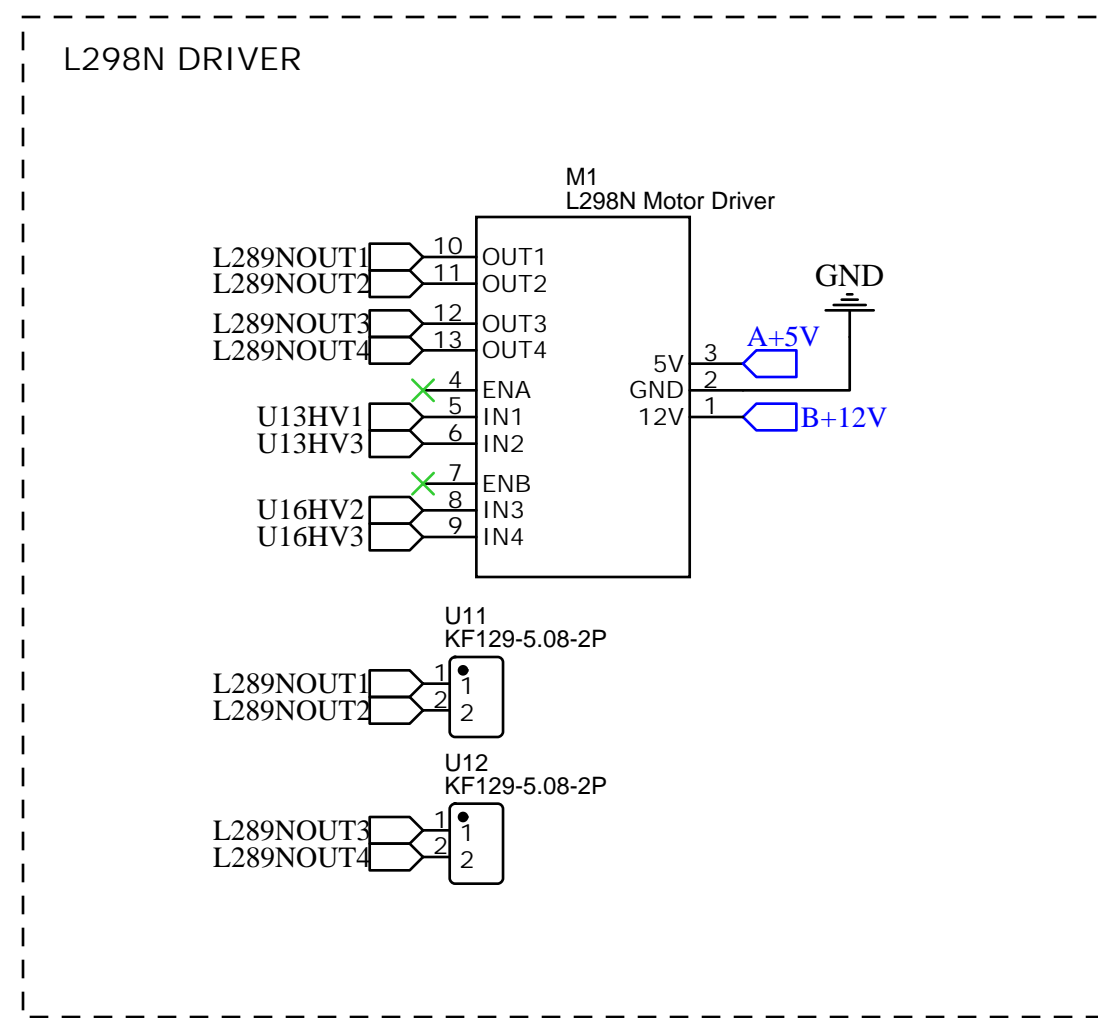 L298N DRIVER
M1
L298N Motor Driver
L289NOUT1 10 OUT1
L289NOUT2 11 OUT2
GND
L289NOUT3 12 OUT3
L289NOUT4 13 OUT4
A+5V
5V 3
4 ENA
GND 2
U13HV1 5 IN1
12V 1 B+12V
U13HV3 6 IN2
7 ENB
U16HV2 8 IN3
U16HV3 9 IN4
U11
KF129-5.08-2P
L289NOUT1 1 1
L289NOUT2 2 2
U12
KF129-5.08-2P
L289NOUT3 1 1
L289NOUT4 2 2